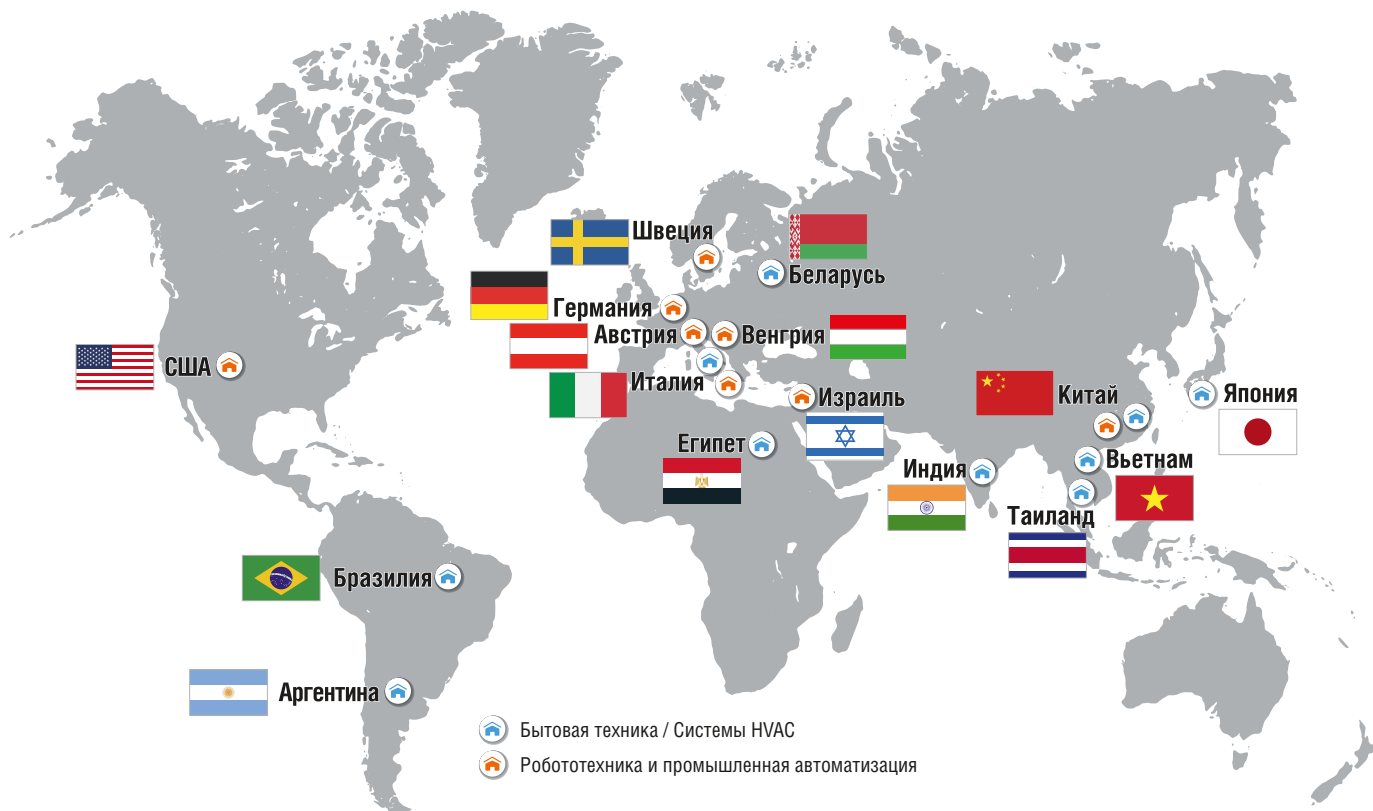 Швеция
Беларусь
Германия
Австрия
Венгрия
США
Италия
Израиль
Китай
Япония
Египет
Индия
Вьетнам
Таиланд
Бразилия
Аргентина
Бытовая техника / Системы HVAC
Робототехника и промышленная автоматизация